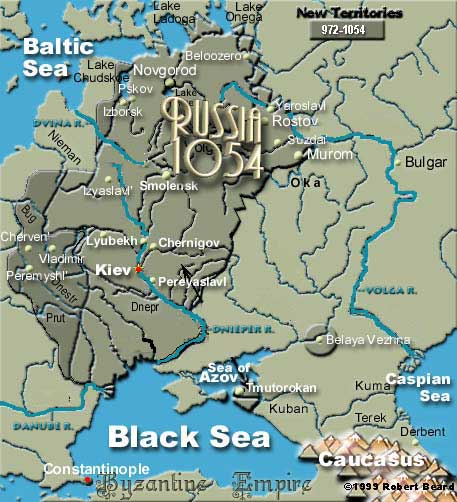 New Territories
972-1054
Baltic
Sea
Lake
Ladoga
Lake
Onega
Lake
Chudskoe
Beloozero
Novgorod
Pskov
Izborsk
Lake
RUSSIA
1054
Yaroslavl
Rostov
Suzdal
Murom
Bulgar
DVINA R.
Nieman
Izyaslavl'
Smolensk
Oka
Bug
Cherven'
Vladimir
Peremyshl'
Lyubekh
Chernigov
Kiev
Pereyaslavl
Dnestr
Prut
Dnepr
DNIEPER R.
VOLGA R.
Belaya Vezhna
Sea of
Azov
Tmutorokan
Kuban
Kuma
Terek
Caspian
Sea
Derbent
DANUBE R.
Black Sea
Caucasus
Constantinople
Byzantine Empire
©1999 Robert Beard